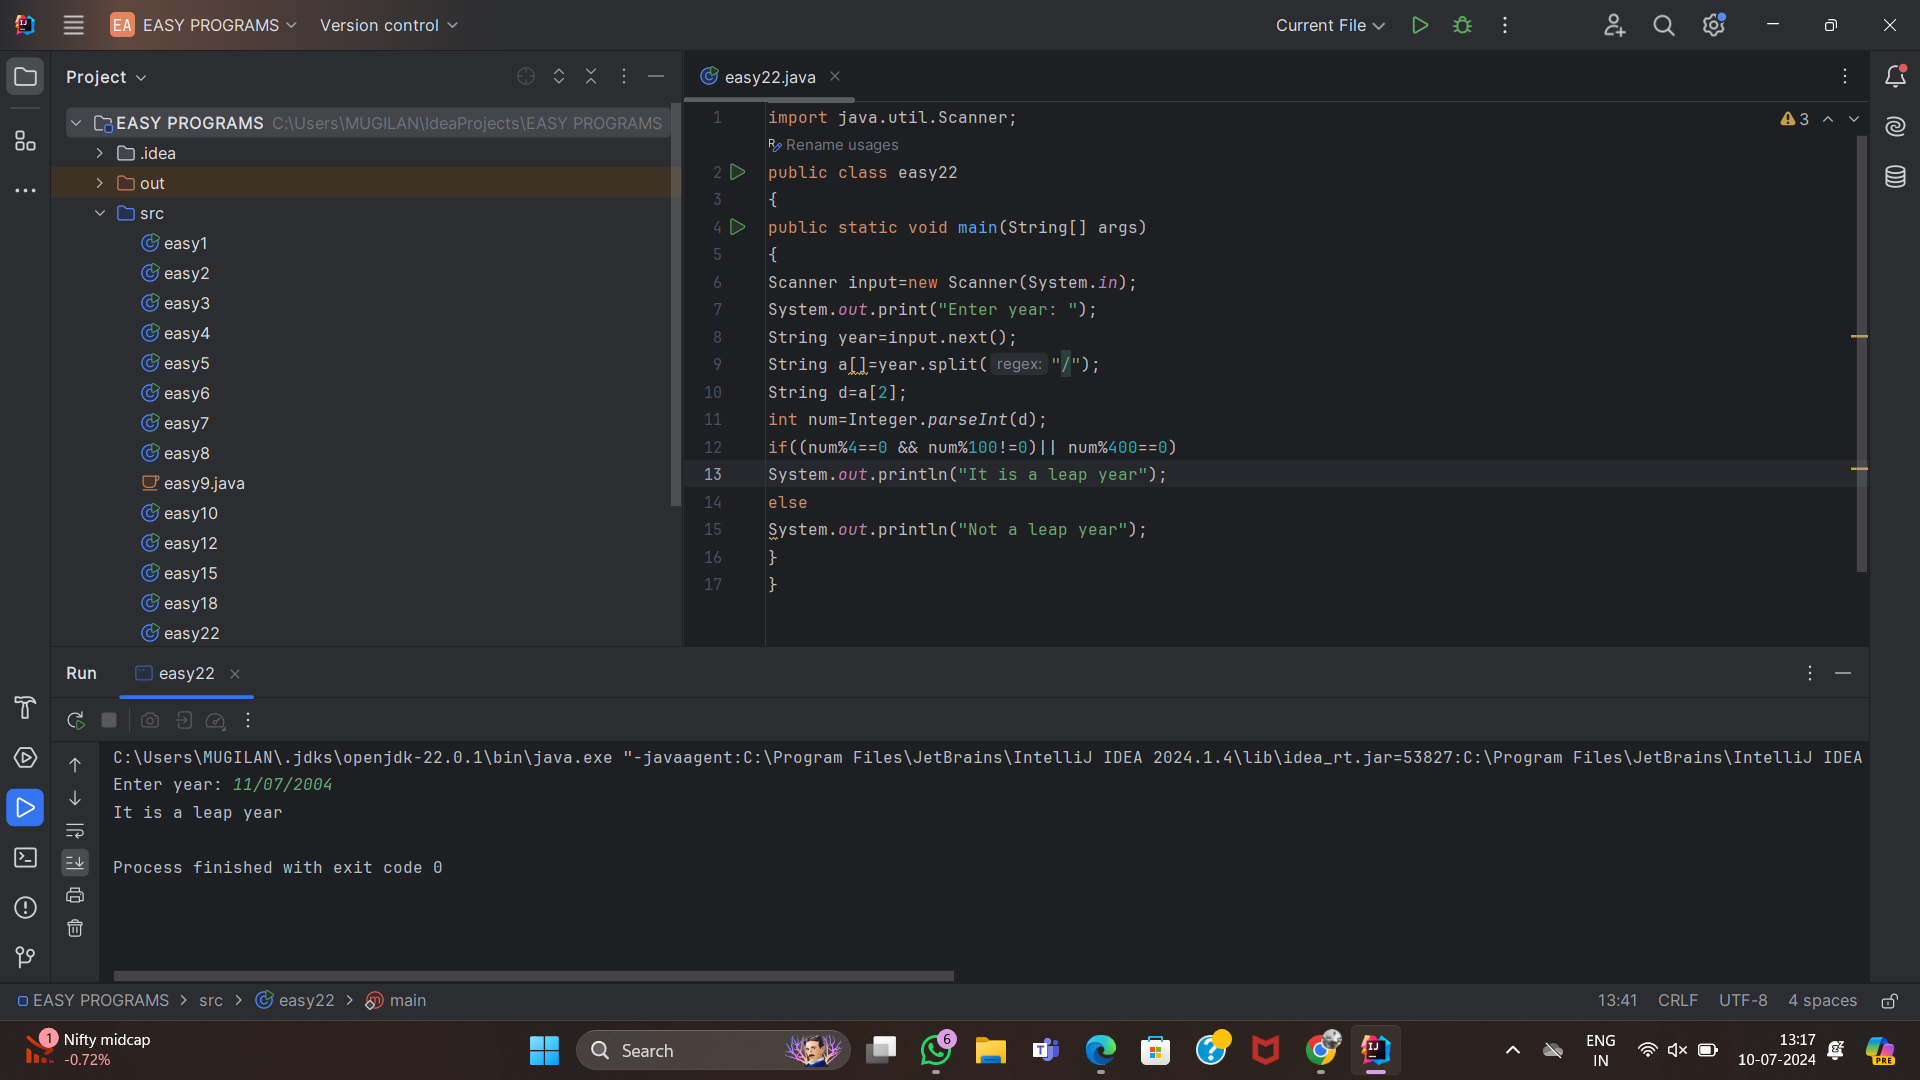 EA EASY PROGRAMS Version control Current File
Project
EASY PROGRAMS C:\Users\MUGILAN\IdeaProjects\EASY PROGRAMS
.idea
out
src
easy1
easy2
easy3
easy4
easy5
easy6
easy7
easy8
easy9.java
easy10
easy12
easy15
easy18
easy22
easy22.java
3
1 import java.util.Scanner;
Rename usages
2 public class easy22
3 {
4 public static void main(String[] args)
5 {
6 Scanner input=new Scanner(System.in);
7 System.out.print("Enter year: ");
8 String year=input.next();
9 String a[]=year.split( regex: "/");
10 String d=a[2];
11 int num=Integer.parseInt(d);
12 if((num%4==0 && num%100!=0)|| num%400==0)
13 System.out.println("It is a leap year");
14 else
15 System.out.println("Not a leap year");
16 }
17 }
Run easy22
C:\Users\MUGILAN\.jdks\openjdk-22.0.1\bin\java.exe "-javaagent:C:\Program Files\JetBrains\IntelliJ IDEA 2024.1.4\lib\idea_rt.jar=53827:C:\Program Files\JetBrains\IntelliJ IDEA
Enter year: 11/07/2004
It is a leap year
Process finished with exit code 0
EASY PROGRAMS > src > easy22 > main
13:41 CRLF UTF-8 4 spaces
1 Nifty midcap
-0.72%
Search
6
ENG
IN
13:17
10-07-2024
PRE